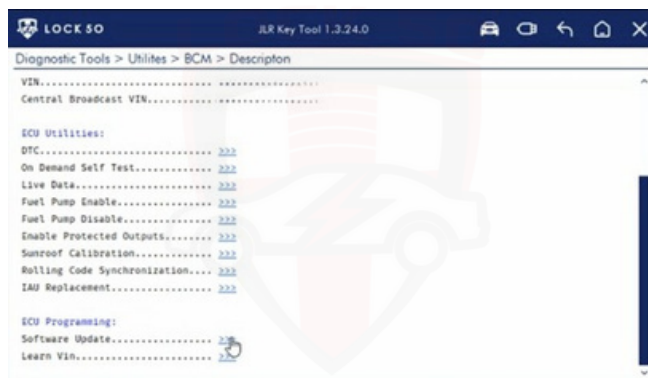 LOCK 50
JLR Key Tool 1.3.24.0
Diagnostic Tools > Utilites > BCM > Descripton
VIN.............................
Central Broadcast VIN...........
ECU Utilities:
DTC............................. >>>
On Demand Self Test............. >>>
Live Data....................... >>>
Fuel Pump Enable................ >>>
Fuel Pump Disable............... >>>
Enable Protected Outputs........ >>>
Sunroof Calibration............. >>>
Rolling Code Synchronization.... >>>
IAU Replacement................. >>>
ECU Programming:
Software Update................. >>>
Learn Vin....................... >>>